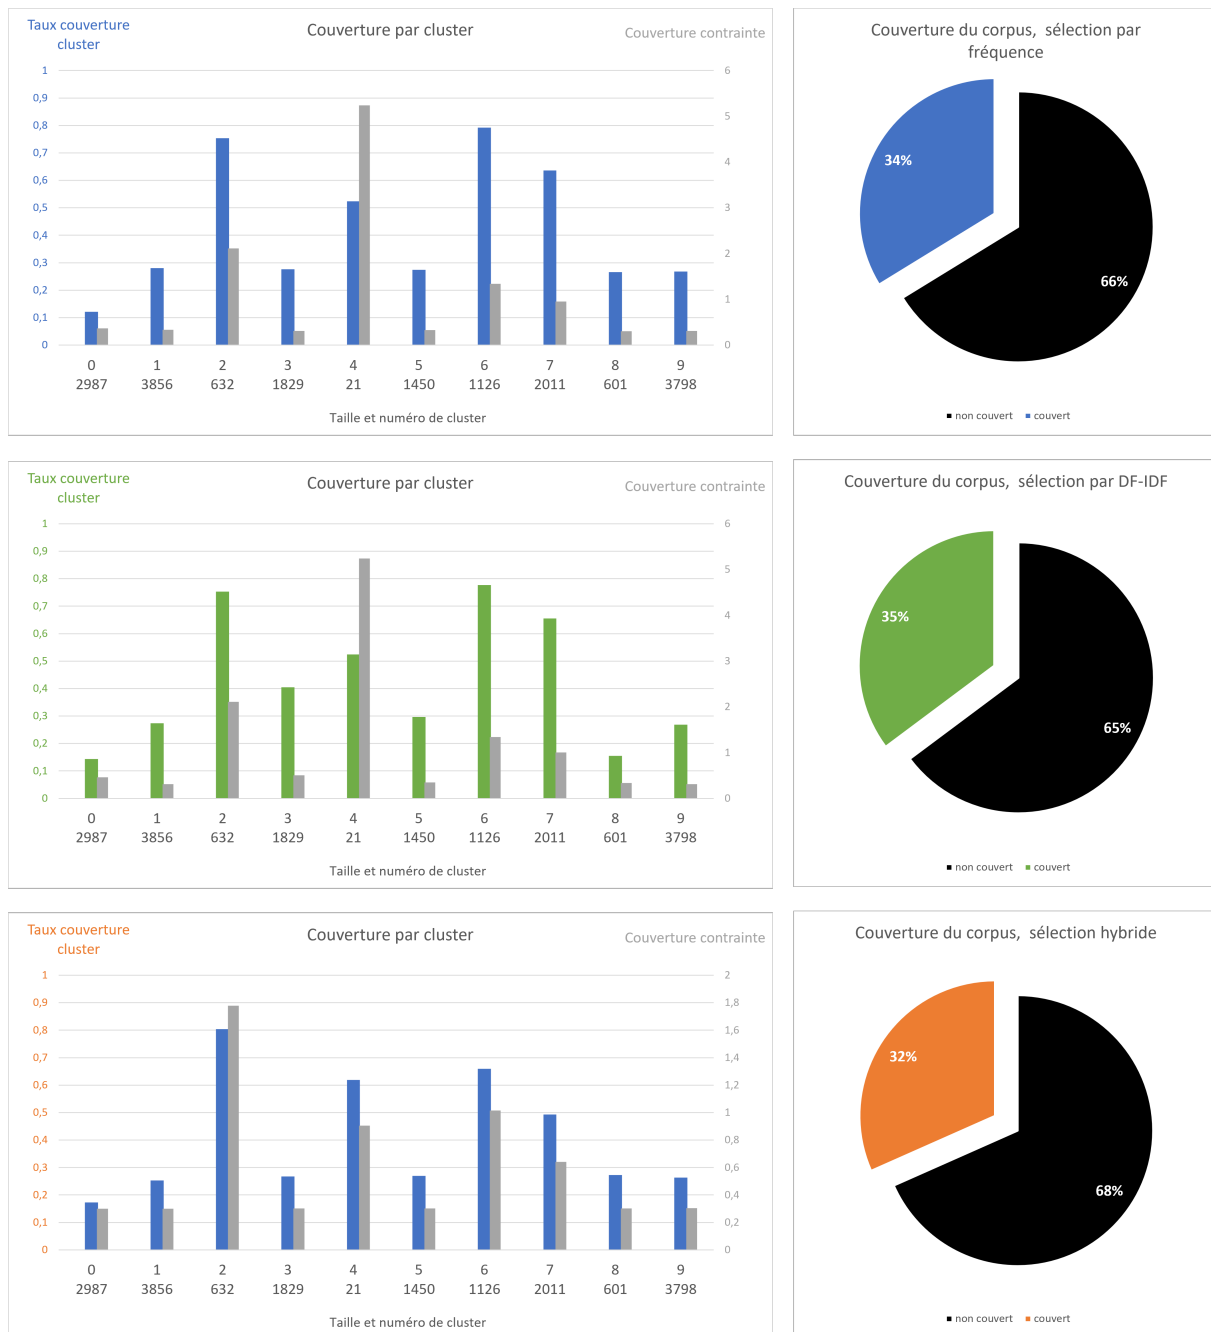 Taux couverture
cluster
Couverture par cluster
Couverture contrainte
1
0,9
0,8
0,7
0,6
0,5
0,4
0,3
0,2
0,1
0
6
5
4
3
2
1
0
0 1 2 3 4 5 6 7 8 9
2987 3856 632 1829 21 1450 1126 2011 601 3798
Taille et numéro de cluster
Couverture du corpus, sélection par
fréquence
34%
66%
non couvert couvert
Taux couverture
cluster
Couverture par cluster
Couverture contrainte
1
0,9
0,8
0,7
0,6
0,5
0,4
0,3
0,2
0,1
0
6
5
4
3
2
1
0
0 1 2 3 4 5 6 7 8 9
2987 3856 632 1829 21 1450 1126 2011 601 3798
Taille et numéro de cluster
Couverture du corpus, sélection par DF-IDF
35%
65%
non couvert couvert
Taux couverture
cluster
Couverture par cluster
Couverture contrainte
1
0,9
0,8
0,7
0,6
0,5
0,4
0,3
0,2
0,1
0
2
1,8
1,6
1,4
1,2
1
0,8
0,6
0,4
0,2
0
0 1 2 3 4 5 6 7 8 9
2987 3856 632 1829 21 1450 1126 2011 601 3798
Taille et numéro de cluster
Couverture du corpus, sélection hybride
32%
68%
non couvert couvert